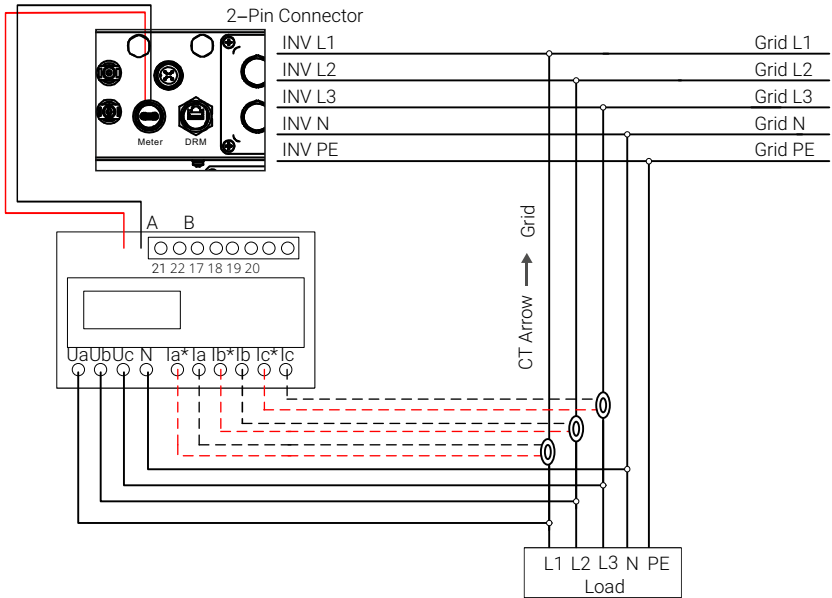 2–Pin Connector
INV L1 Grid L1
INV L2 Grid L2
INV L3 Grid L3
INV N Grid N
INV PE Grid PE
Meter DRM
A B
21 22 17 18 19 20
Ua Ub Uc N Ia* Ia Ib* Ib Ic* Ic
CT Arrow → Grid
L1 L2 L3 N PE
Load